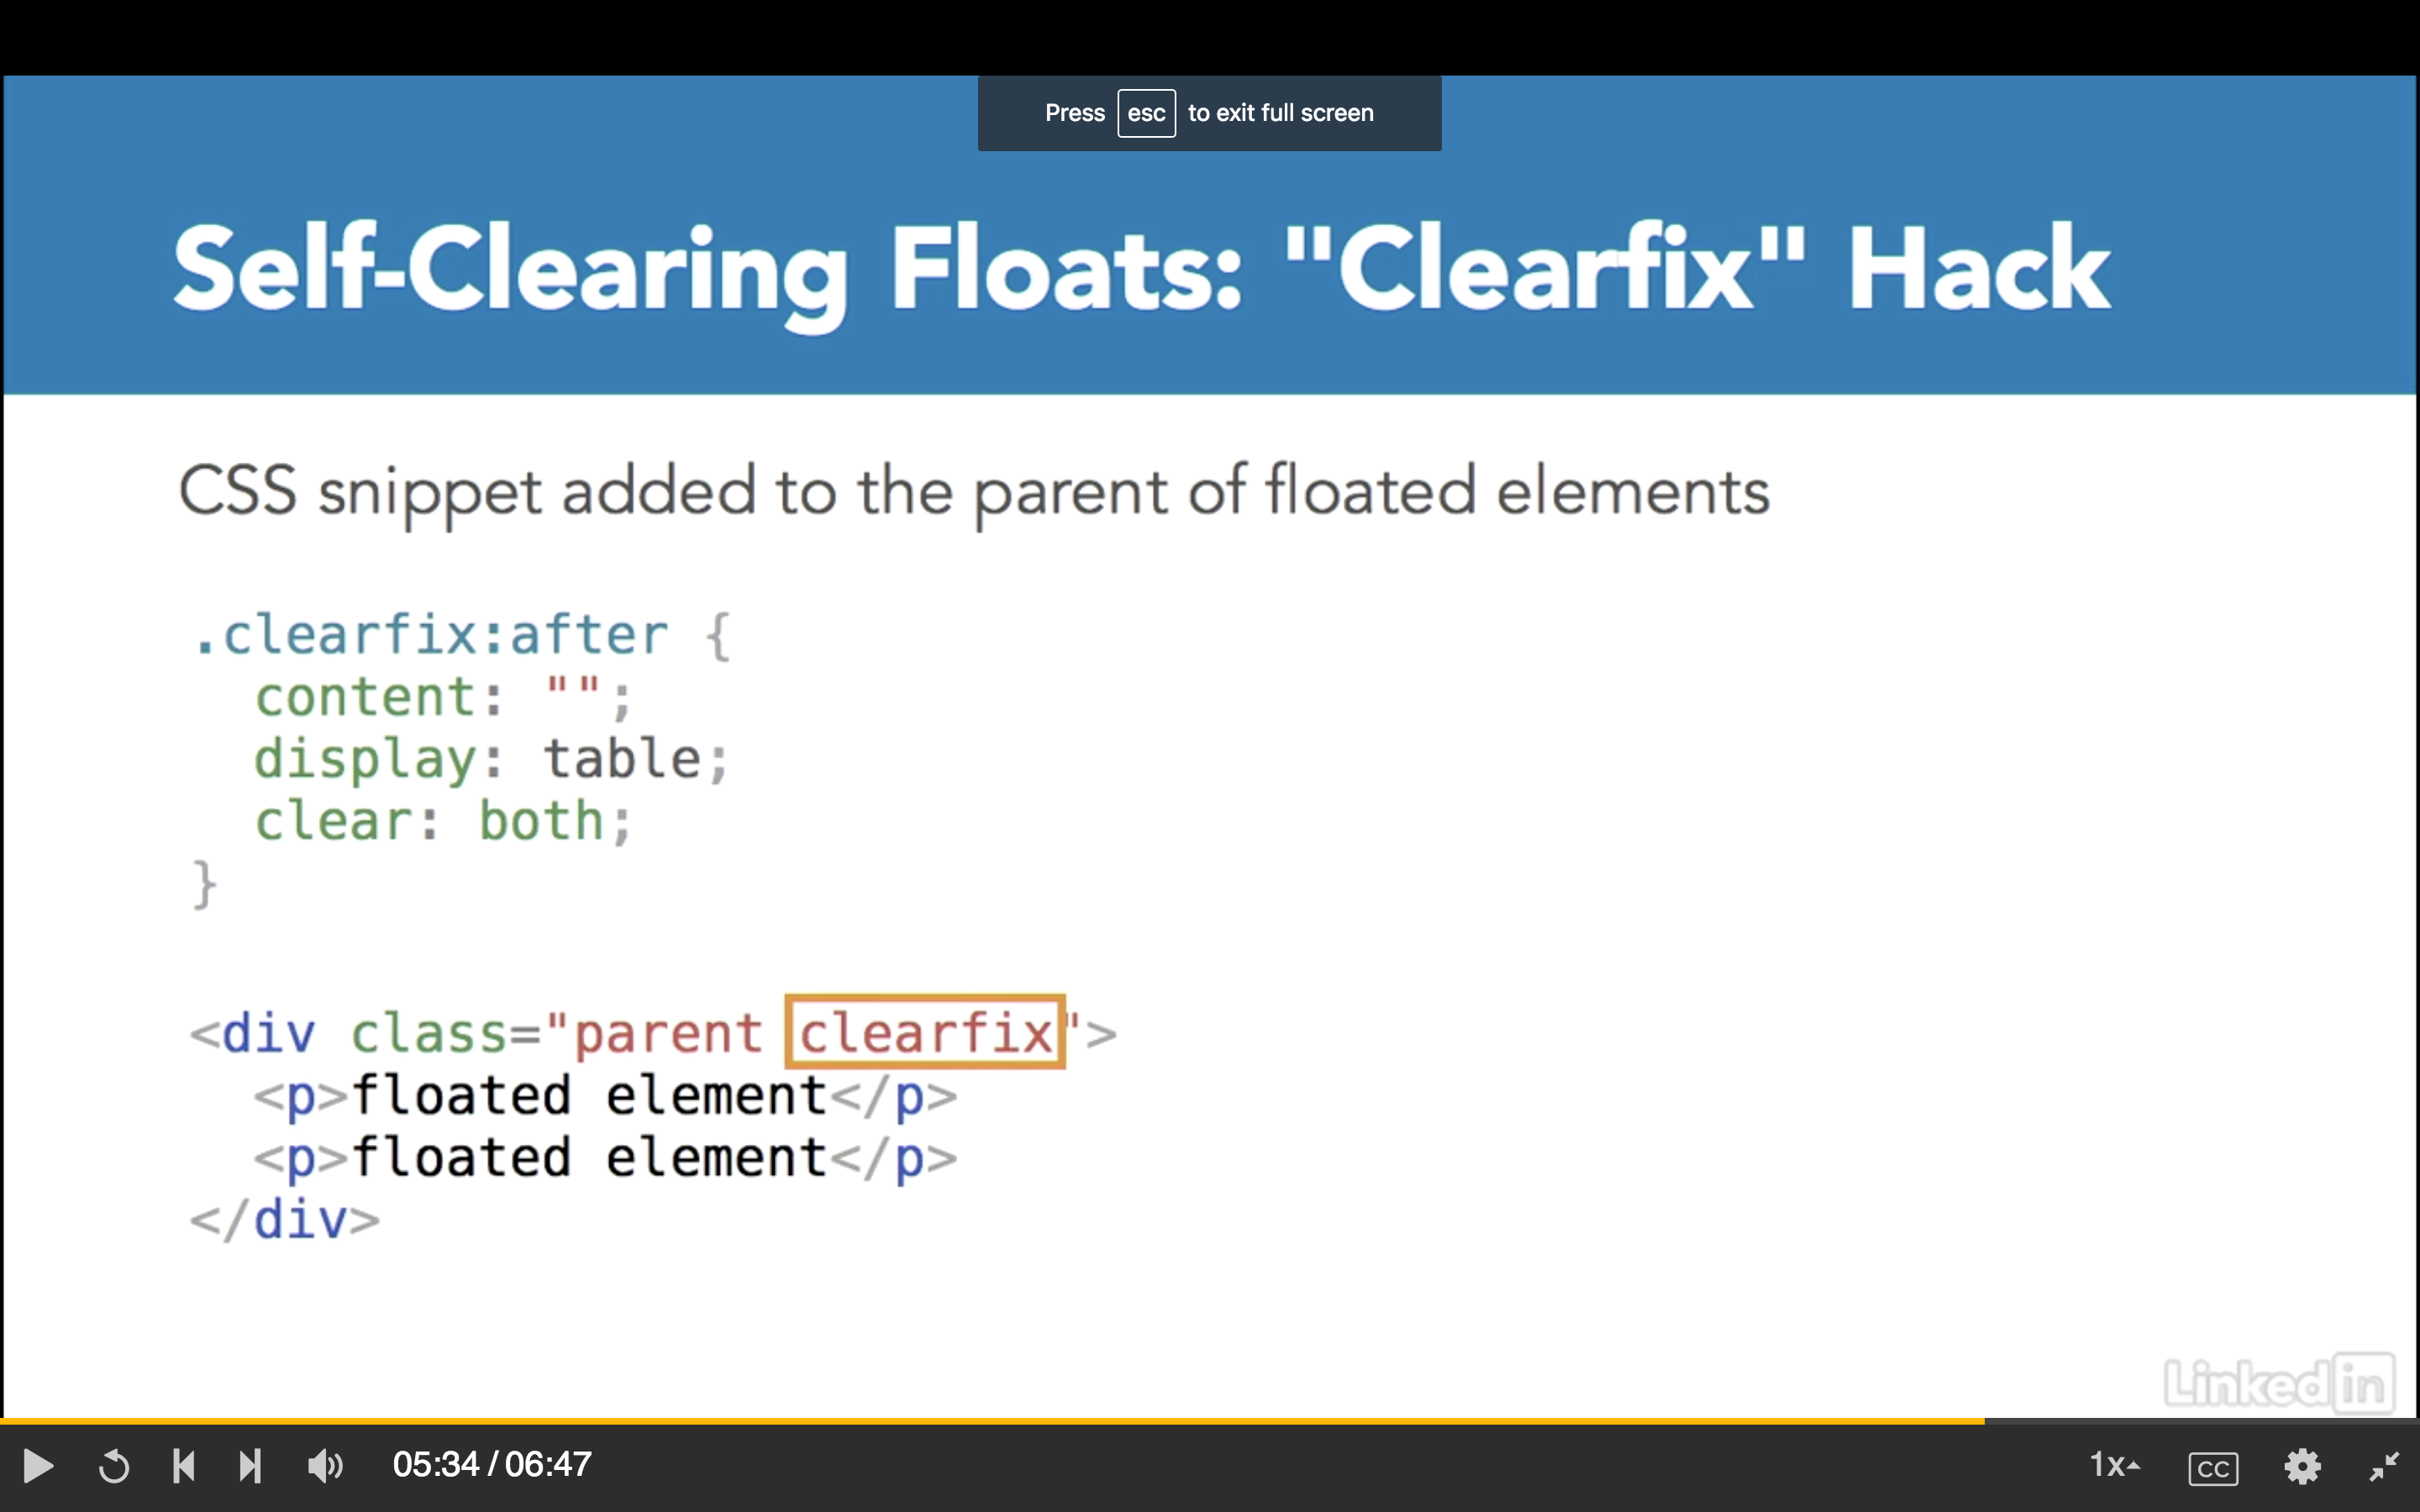 Press esc to exit full screen
Self-Clearing Floats: "Clearfix" Hack
CSS snippet added to the parent of floated elements
.clearfix:after {
  content: "";
  display: table;
  clear: both;
}
<div class="parent clearfix">
  <p>floated element</p>
  <p>floated element</p>
</div>
Linked in
05:34 / 06:47
1x
CC